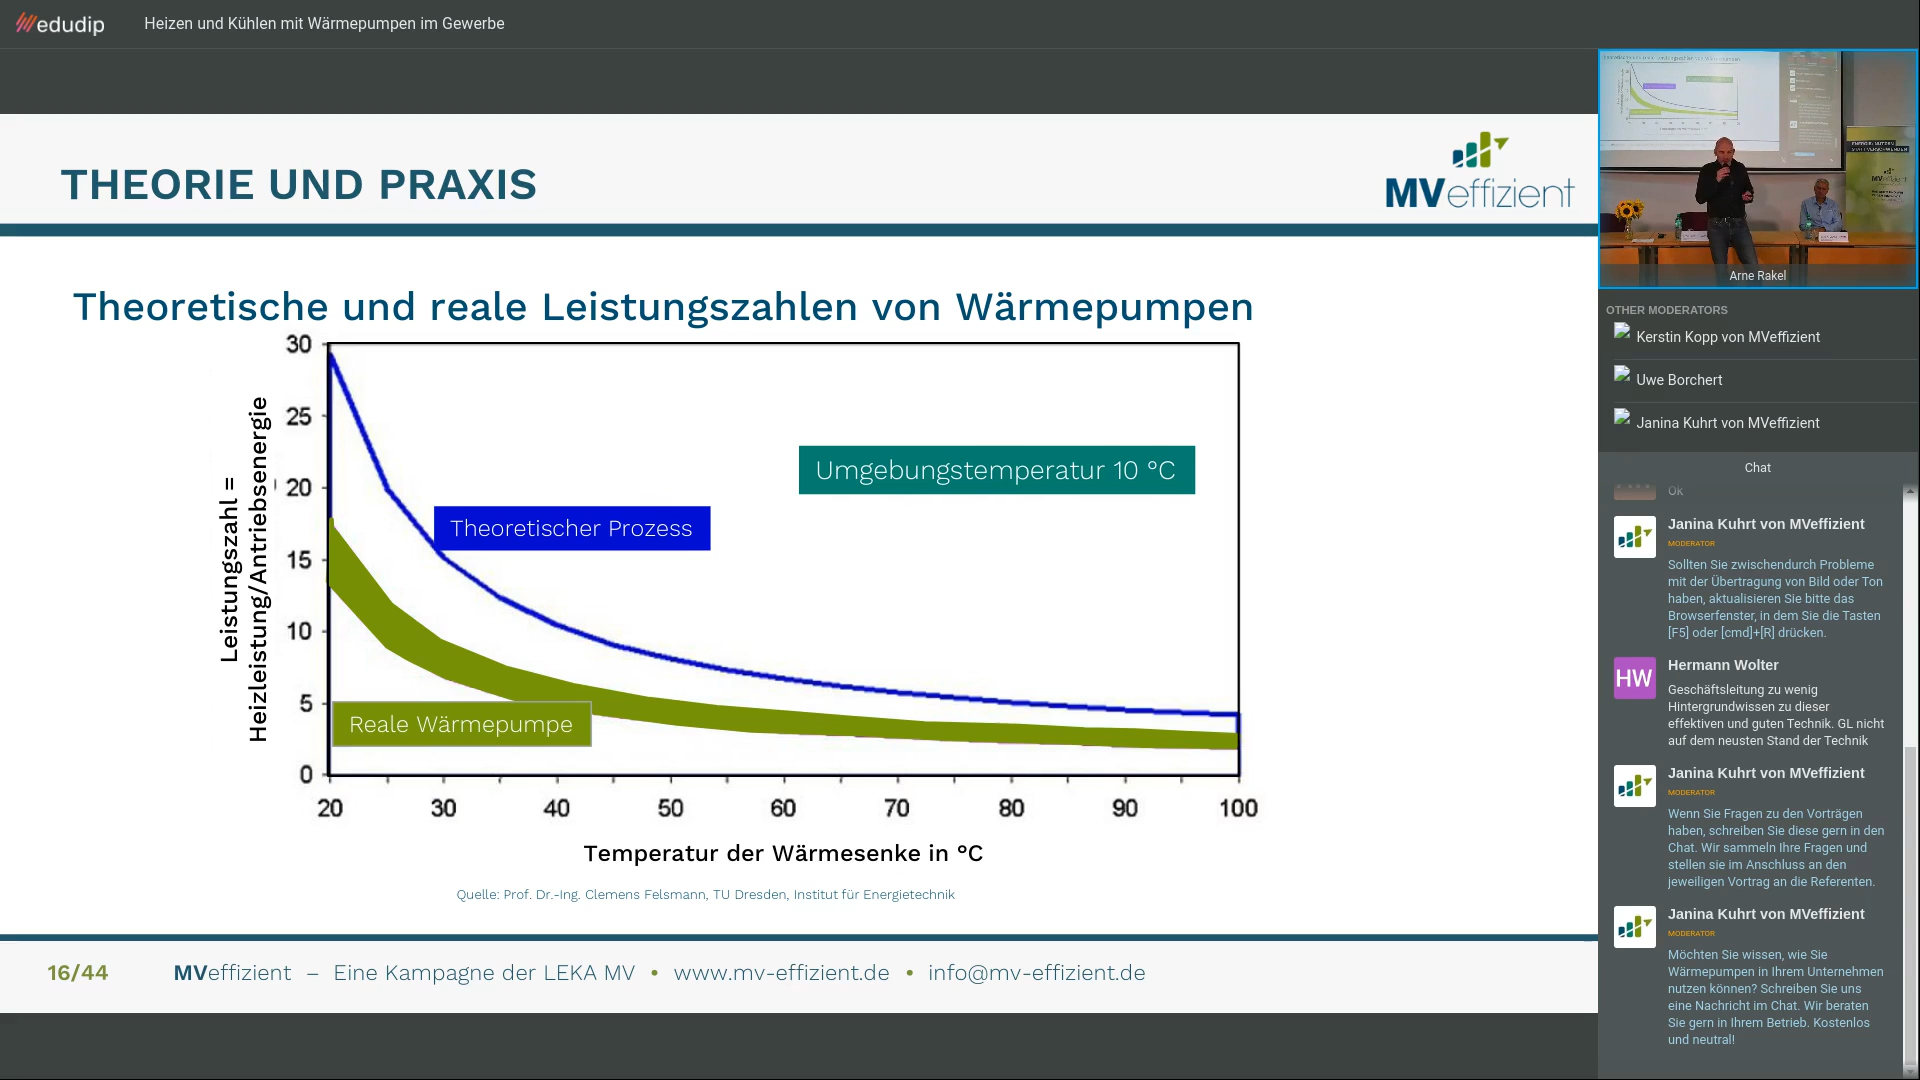 edudip
Heizen und Kühlen mit Wärmepumpen im Gewerbe
THEORIE UND PRAXIS
MVeffizient
Theoretische und reale Leistungszahlen von Wärmepumpen
Leistungszahl =
Heizleistung/Antriebsenergie
30
25
20
15
10
5
0
Umgebungstemperatur 10 °C
Theoretischer Prozess
Reale Wärmepumpe
20 30 40 50 60 70 80 90 100
Temperatur der Wärmesenke in °C
Quelle: Prof. Dr.-Ing. Clemens Felsmann, TU Dresden, Institut für Energietechnik
16/44 MVeffizient – Eine Kampagne der LEKA MV • www.mv-effizient.de • info@mv-effizient.de
Arne Rakel
OTHER MODERATORS
Kerstin Kopp von MVeffizient
Uwe Borchert
Janina Kuhrt von MVeffizient
Chat
Ok
Janina Kuhrt von MVeffizient
MODERATOR
Sollten Sie zwischendurch Probleme
mit der Übertragung von Bild oder Ton
haben, aktualisieren Sie bitte das
Browserfenster, in dem Sie die Tasten
[F5] oder [cmd]+[R] drücken.
HW
Hermann Wolter
Geschäftsleitung zu wenig
Hintergrundwissen zu dieser
effektiven und guten Technik. GL nicht
auf dem neusten Stand der Technik
Janina Kuhrt von MVeffizient
MODERATOR
Wenn Sie Fragen zu den Vorträgen
haben, schreiben Sie diese gern in den
Chat. Wir sammeln Ihre Fragen und
stellen sie im Anschluss an den
jeweiligen Vortrag an die Referenten.
Janina Kuhrt von MVeffizient
MODERATOR
Möchten Sie wissen, wie Sie
Wärmepumpen in Ihrem Unternehmen
nutzen können? Schreiben Sie uns
eine Nachricht im Chat. Wir beraten
Sie gern in Ihrem Betrieb. Kostenlos
und neutral!